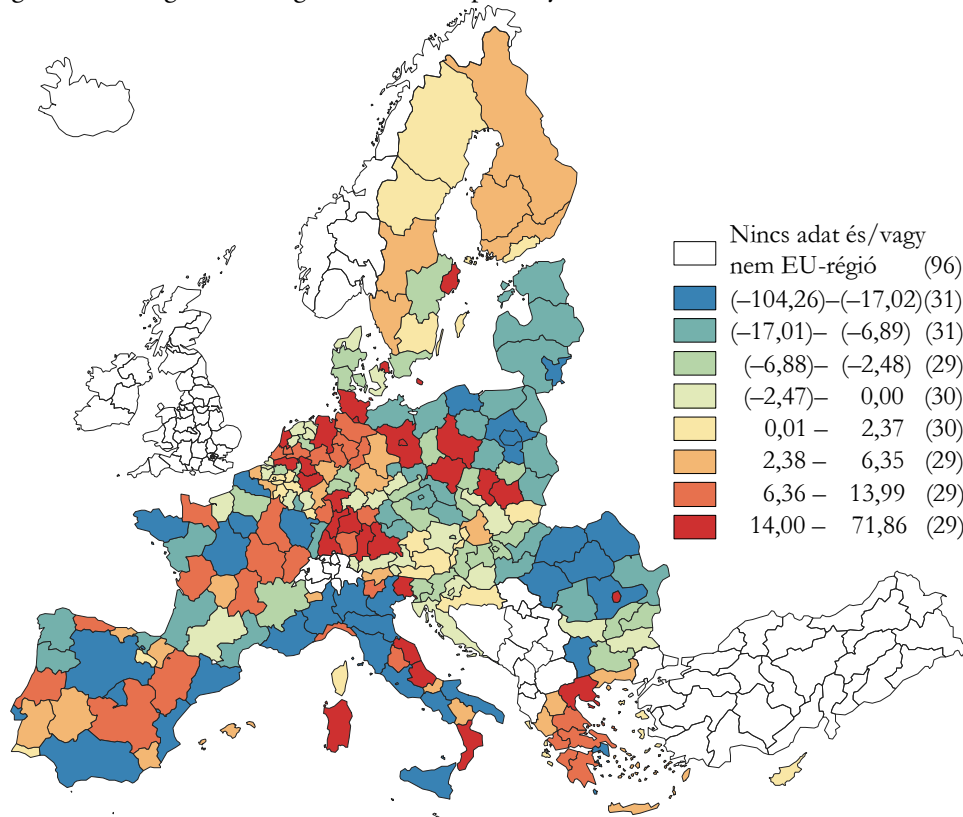 Nincs adat és/vagy
nem EU-régió (96)
(–104,26)–(–17,02)(31)
(–17,01)– (–6,89) (31)
(–6,88)– (–2,48) (29)
(–2,47)– 0,00 (30)
0,01 – 2,37 (30)
2,38 – 6,35 (29)
6,36 – 13,99 (29)
14,00 – 71,86 (29)